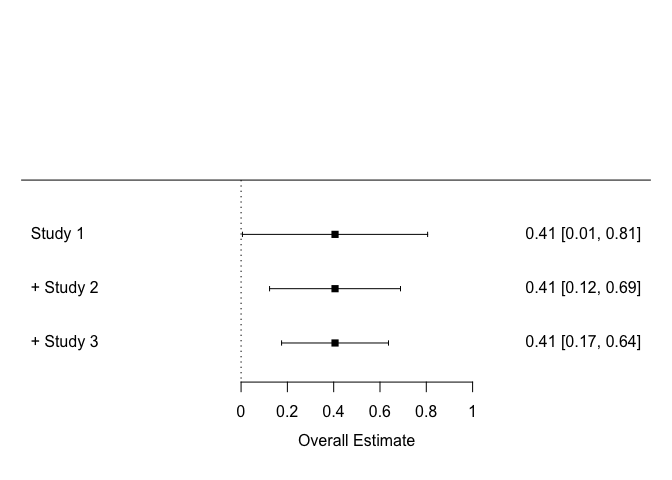 Study 1 0.41 [0.01, 0.81]
+ Study 2 0.41 [0.12, 0.69]
+ Study 3 0.41 [0.17, 0.64]
0 0.2 0.4 0.6 0.8 1
Overall Estimate